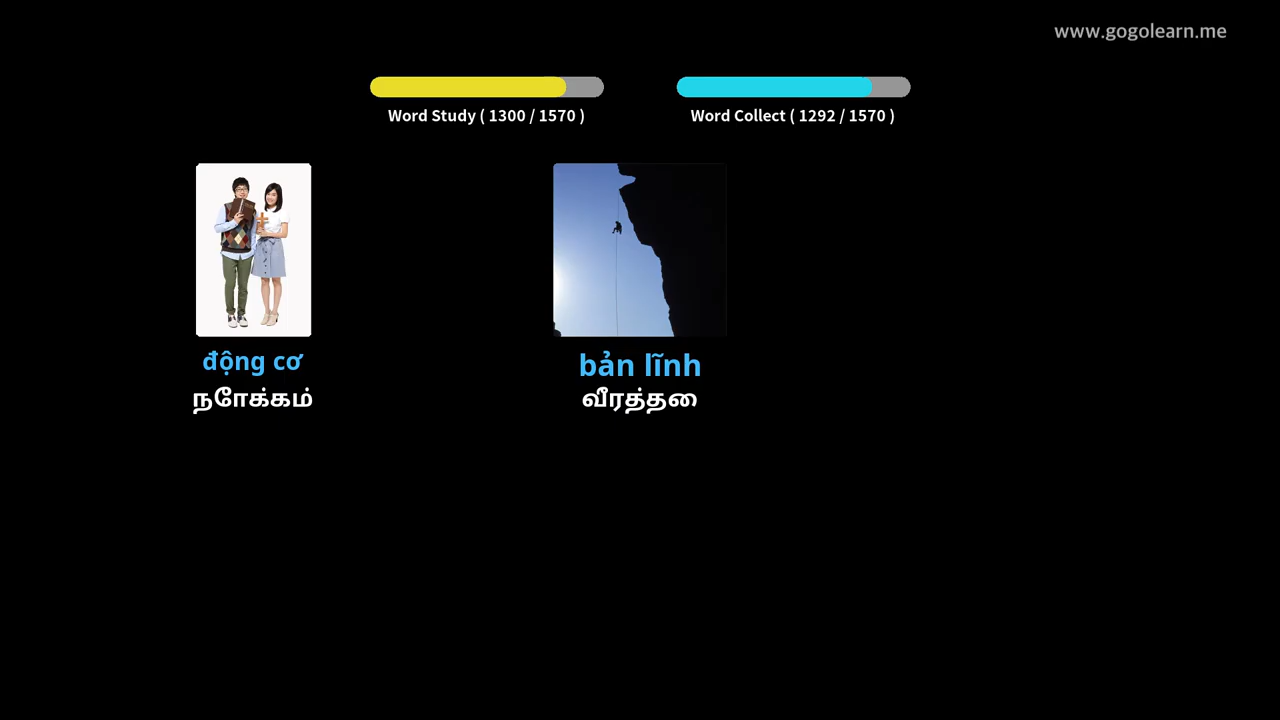 www.gogolearn.me
Word Study ( 1300 / 1570 )
Word Collect ( 1292 / 1570 )
động cơ
நோக்கம்
bản lĩnh
வீரத்தை